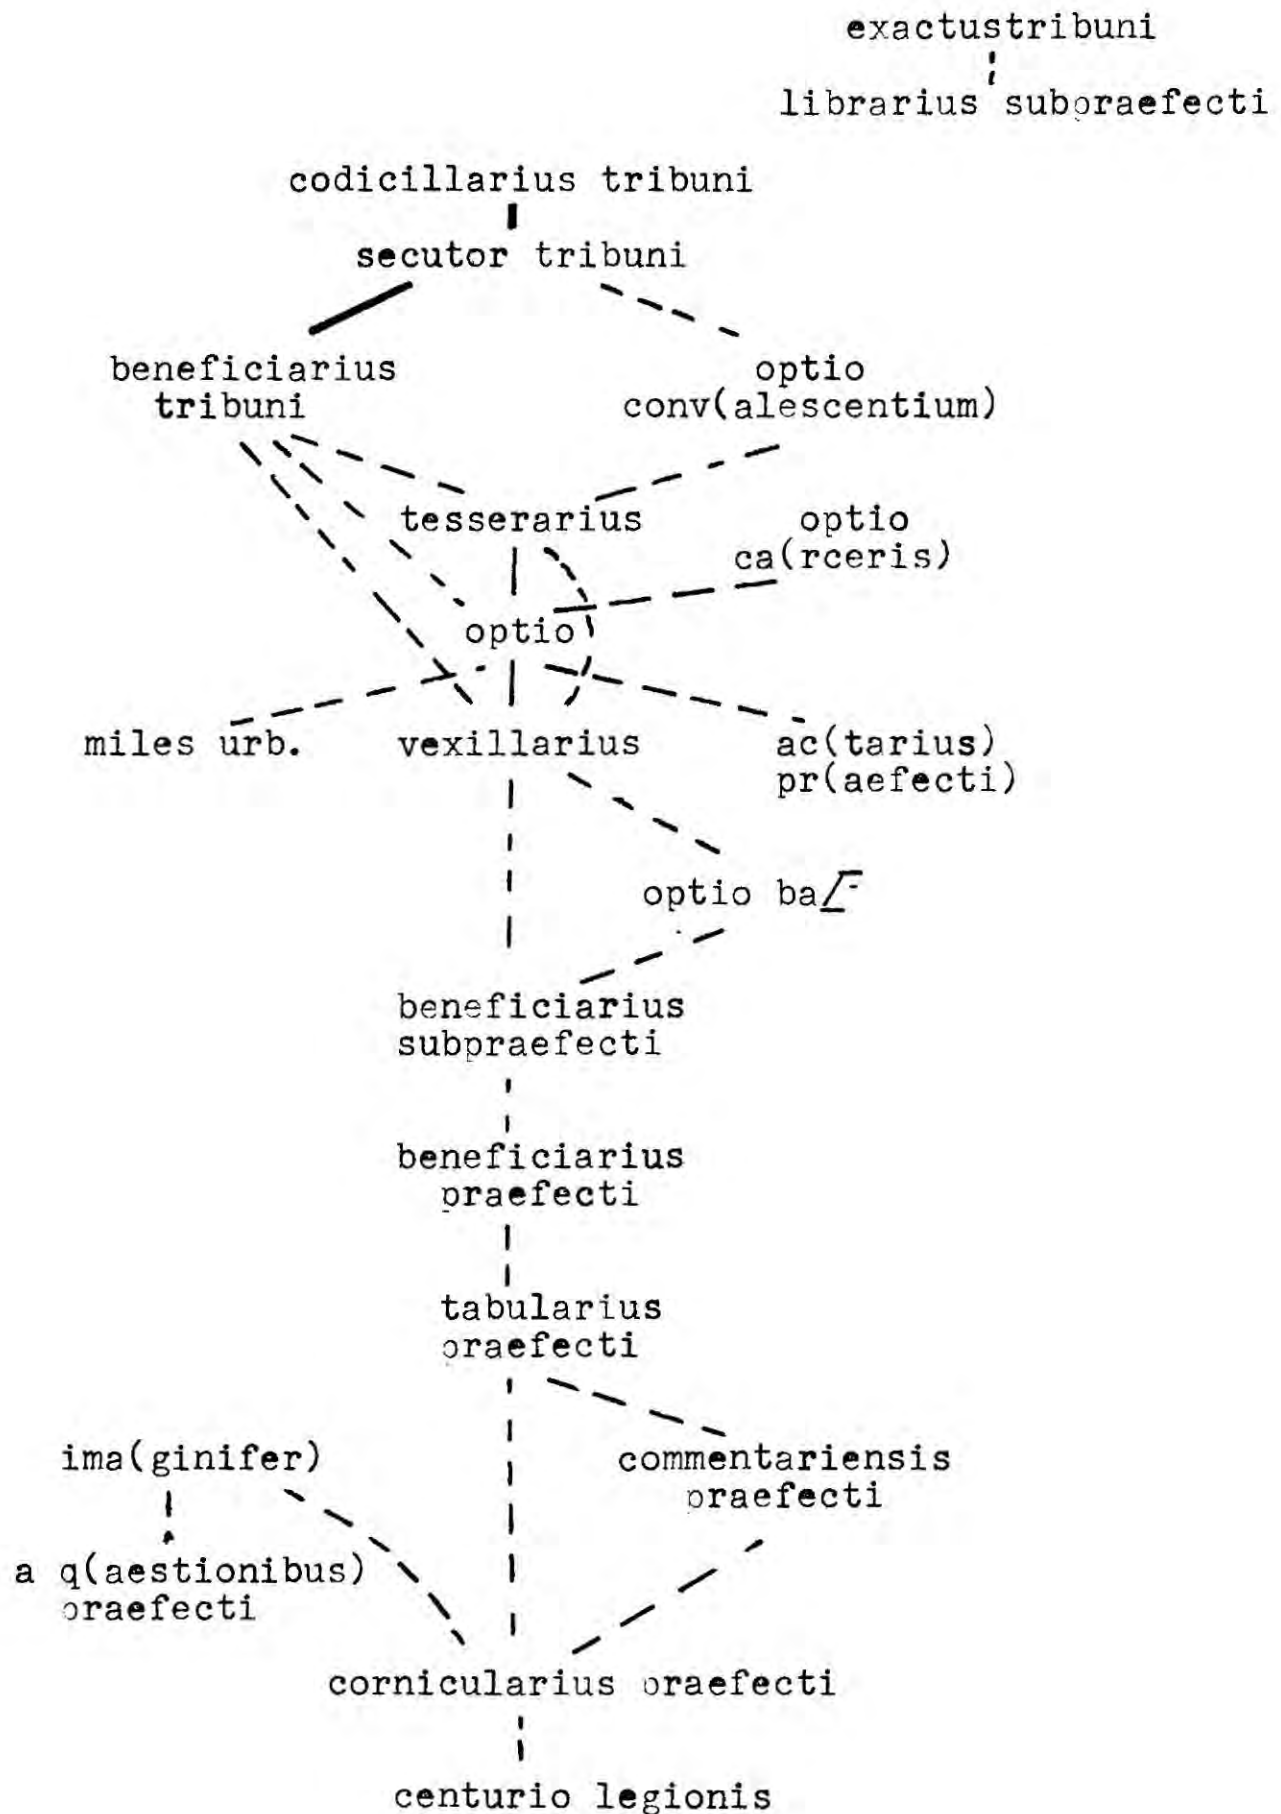 exactustribuni
librarius subpraefecti
codicillarius tribuni
secutor tribuni
beneficiarius
tribuni
optio
conv(alescentium)
tesserarius
optio
ca(rceris)
optio
miles urb.
vexillarius
ac(tarius)
pr(aefecti)
optio ba
beneficiarius
subpraefecti
beneficiarius
praefecti
tabularius
praefecti
ima(ginifer)
commentariensis
praefecti
a q(aestionibus)
praefecti
cornicularius praefecti
centurio legionis